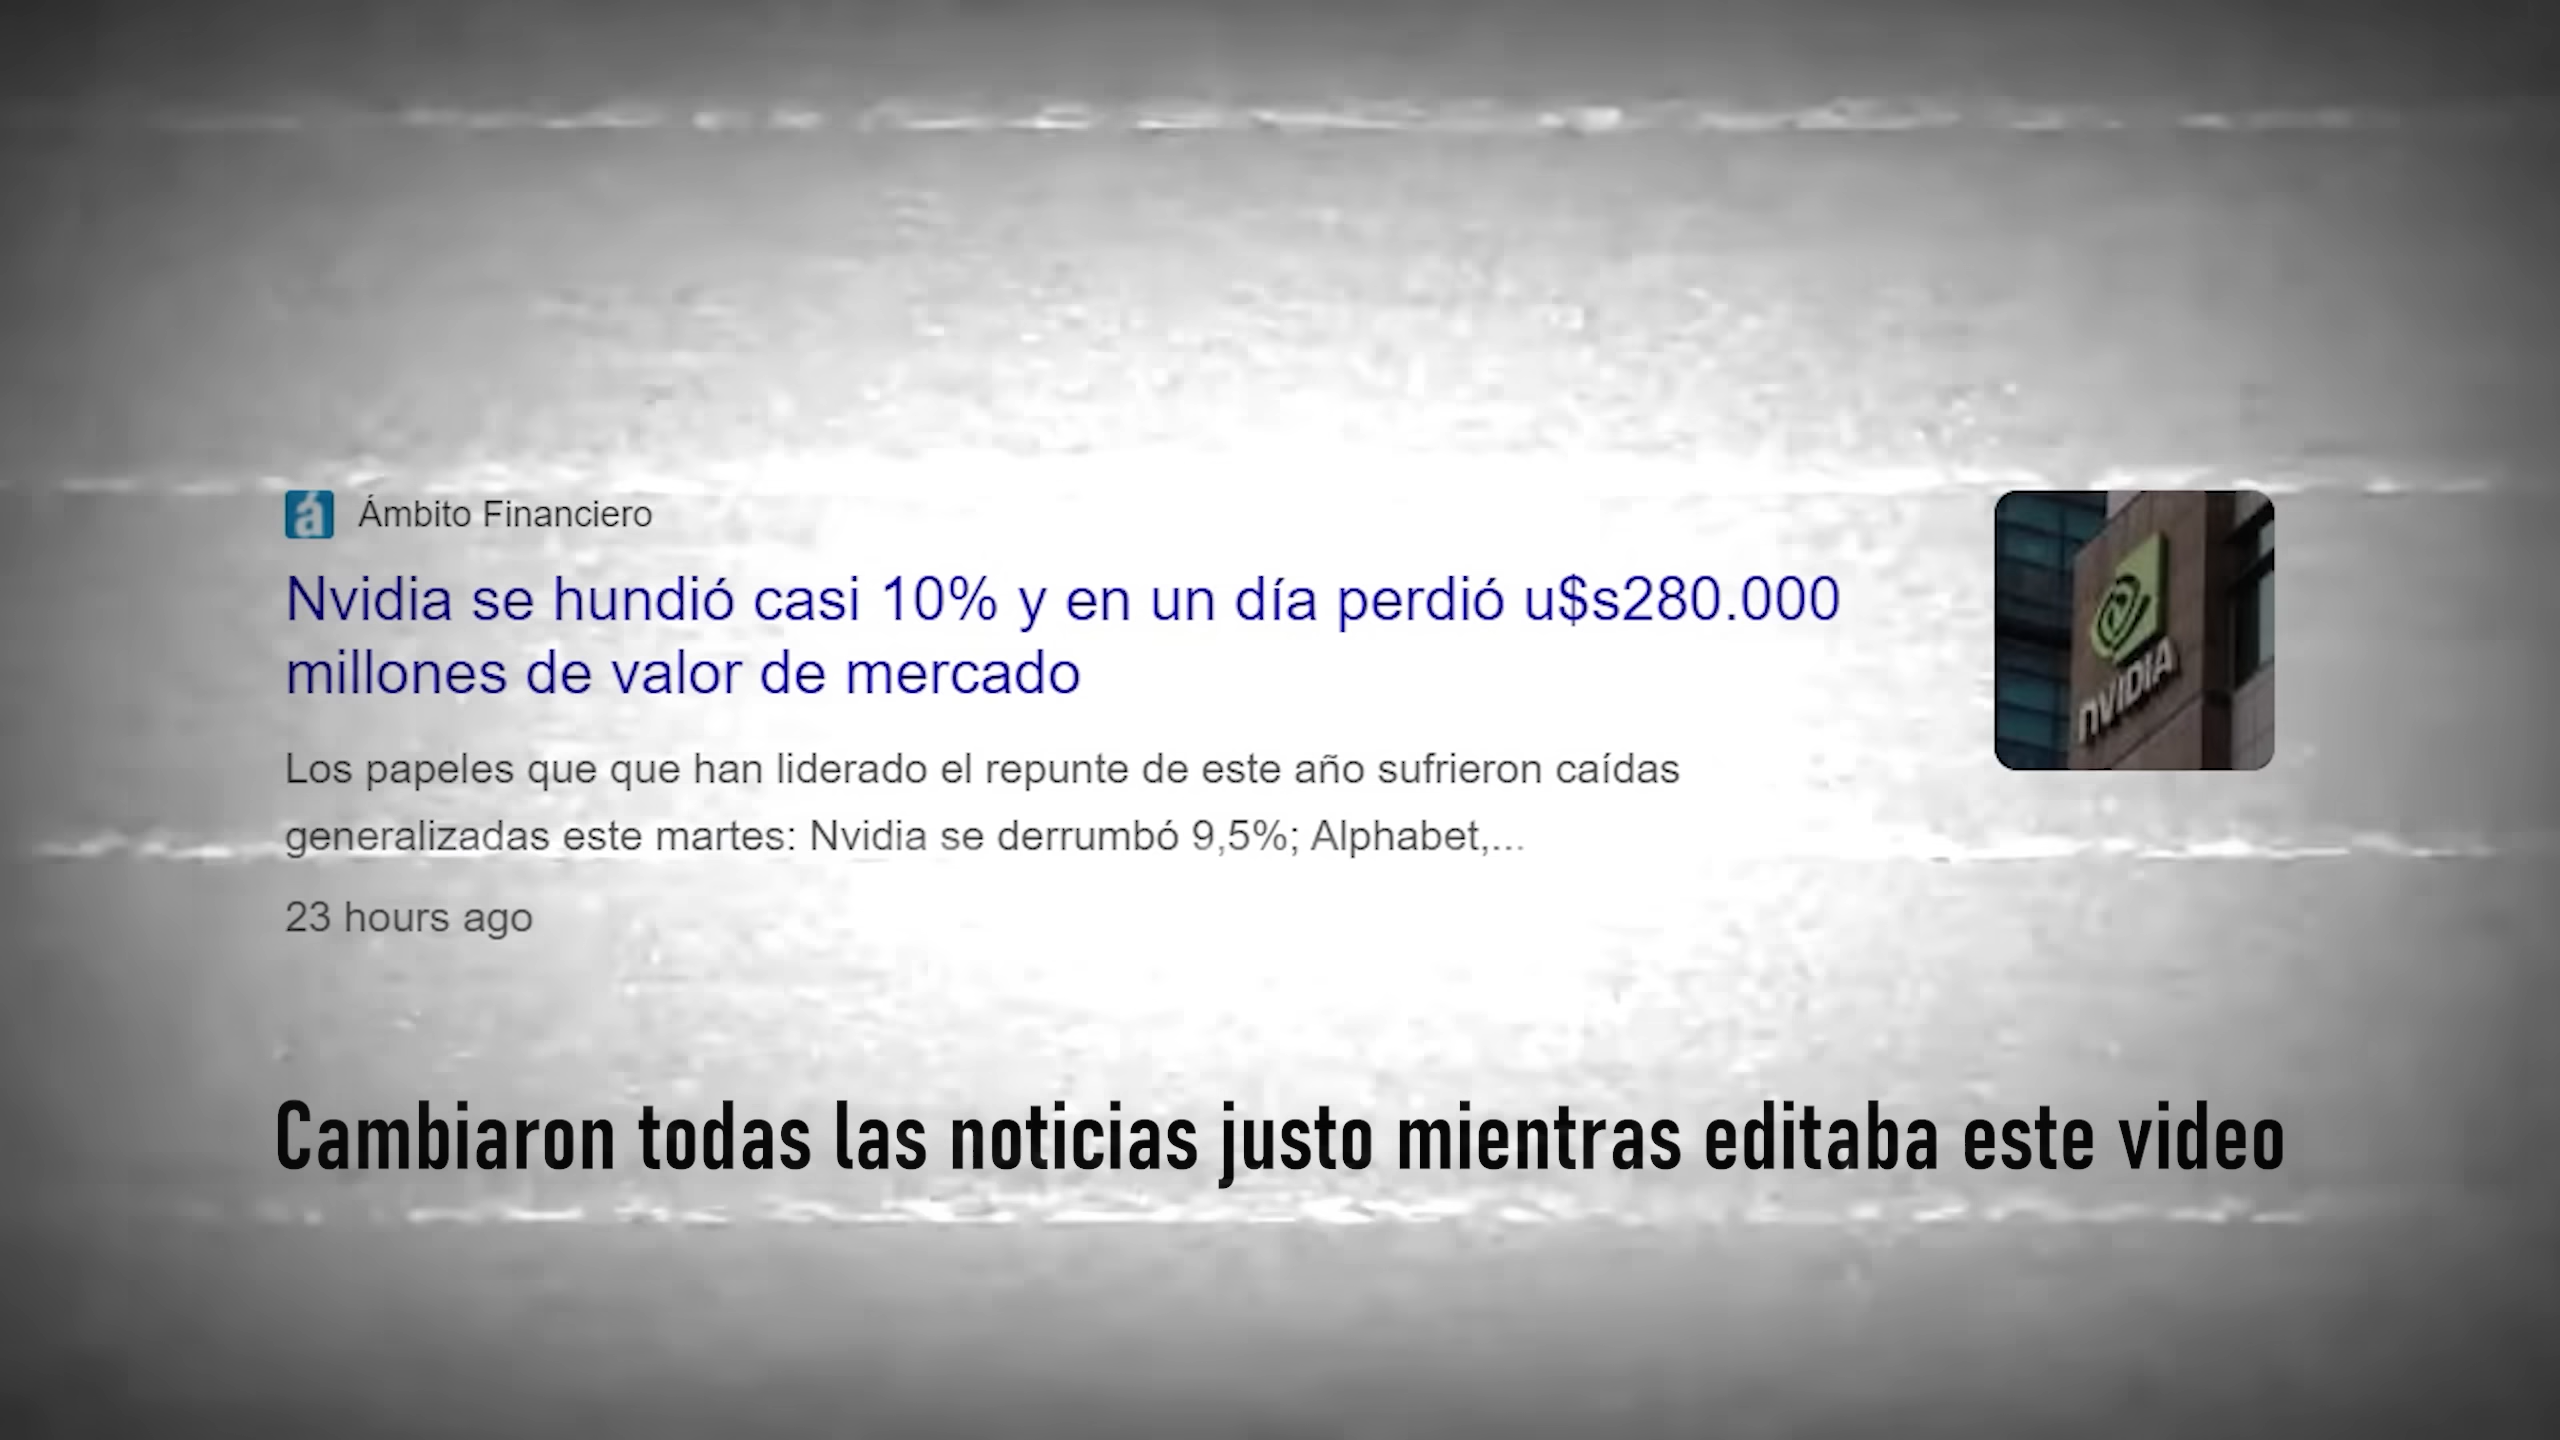 á Ámbito Financiero
Nvidia se hundió casi 10% y en un día perdió u$s280.000
millones de valor de mercado
Los papeles que que han liderado el repunte de este año sufrieron caídas
generalizadas este martes: Nvidia se derrumbó 9,5%; Alphabet,...
23 hours ago
nVIDIA
Cambiaron todas las noticias justo mientras editaba este video